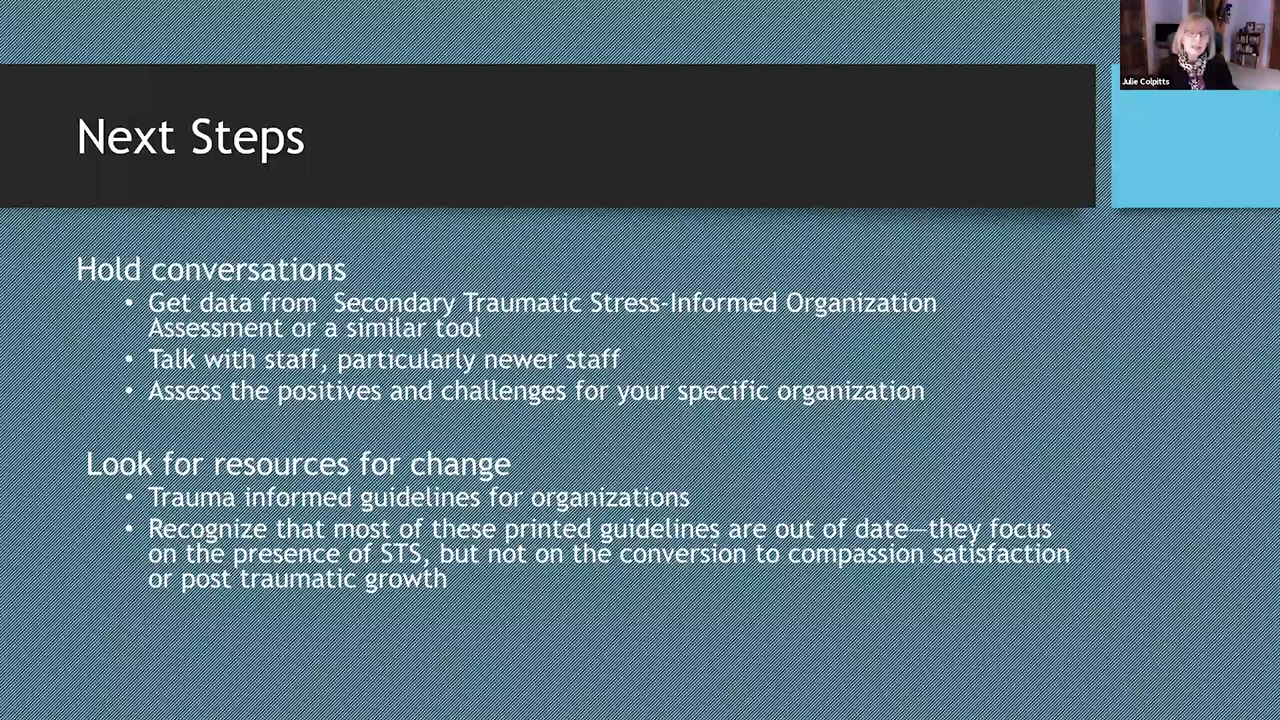 Julie Colpitts
Next Steps
Hold conversations
• Get data from  Secondary Traumatic Stress-Informed Organization
Assessment or a similar tool
• Talk with staff, particularly newer staff
• Assess the positives and challenges for your specific organization
Look for resources for change
• Trauma informed guidelines for organizations
• Recognize that most of these printed guidelines are out of date—they focus
on the presence of STS, but not on the conversion to compassion satisfaction
or post traumatic growth